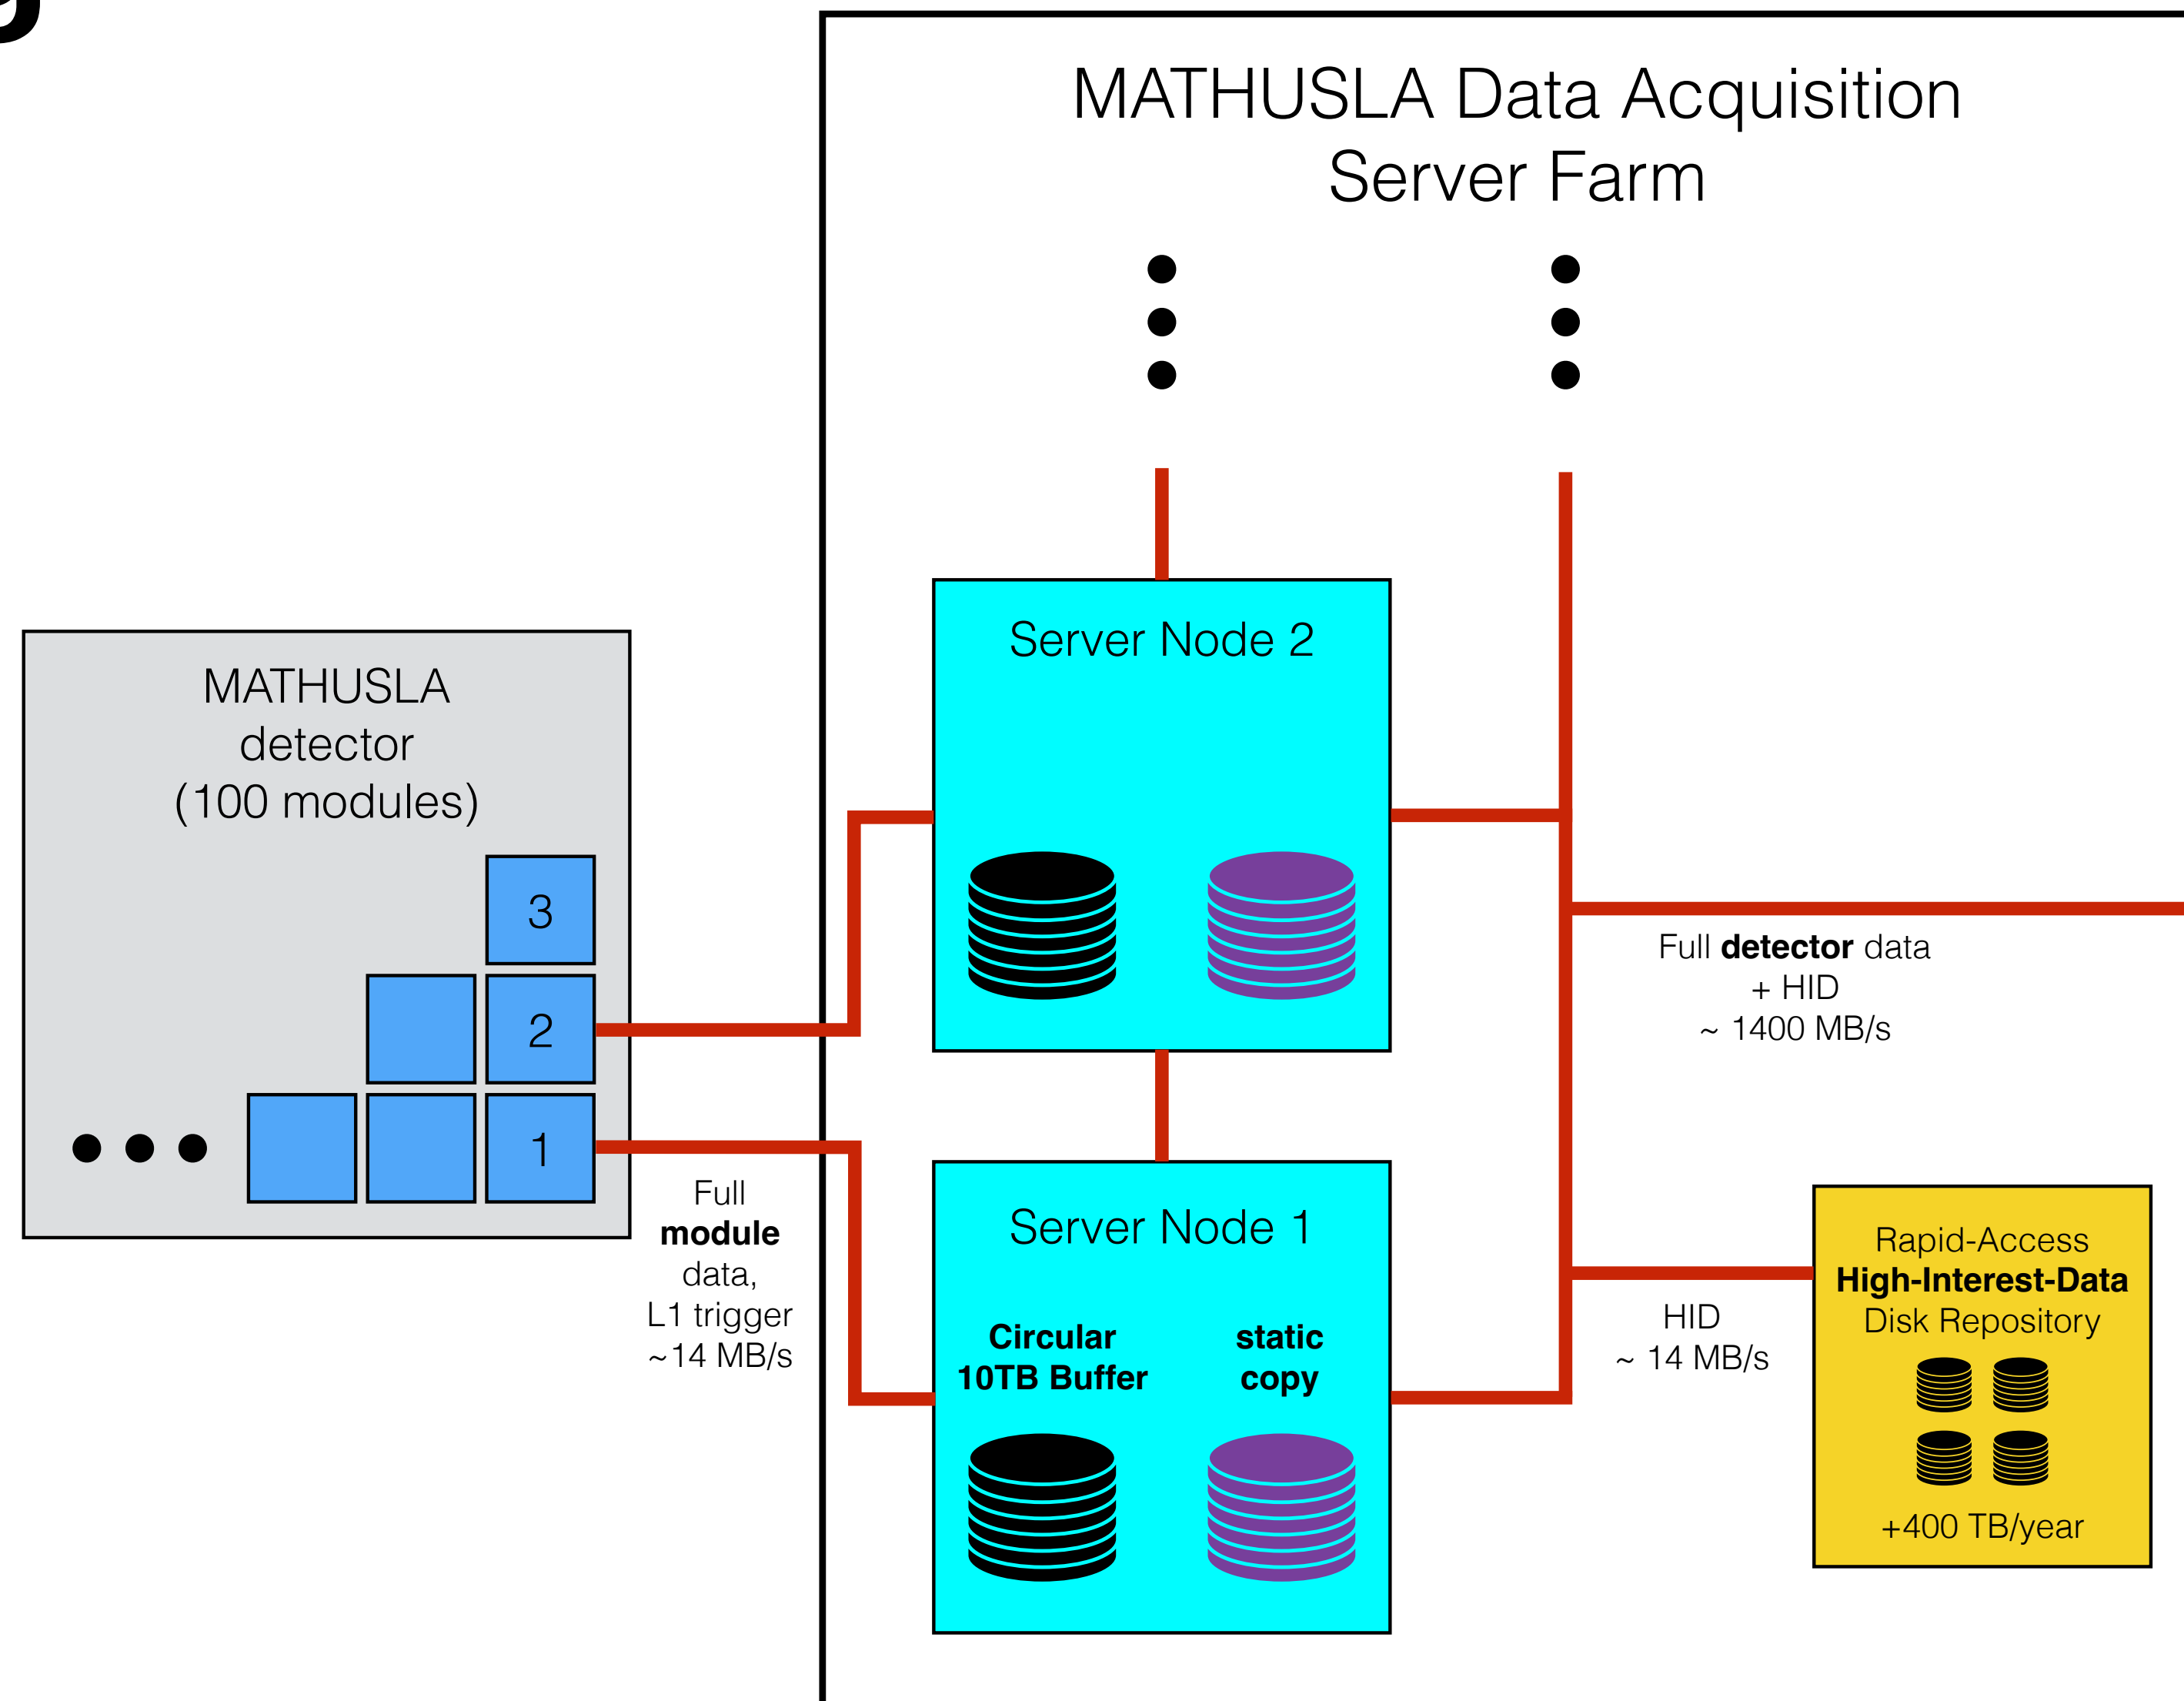 MATHUSLA Data Acquisition
Server Farm
MATHUSLA
detector
(100 modules)
3
2
1
Full
module
data,
L1 trigger
~14 MB/s
Server Node 2
Server Node 1
Circular
10TB Buffer
static
copy
Full detector data
+ HID
~ 1400 MB/s
HID
~ 14 MB/s
Rapid-Access
High-Interest-Data
Disk Repository
+400 TB/year